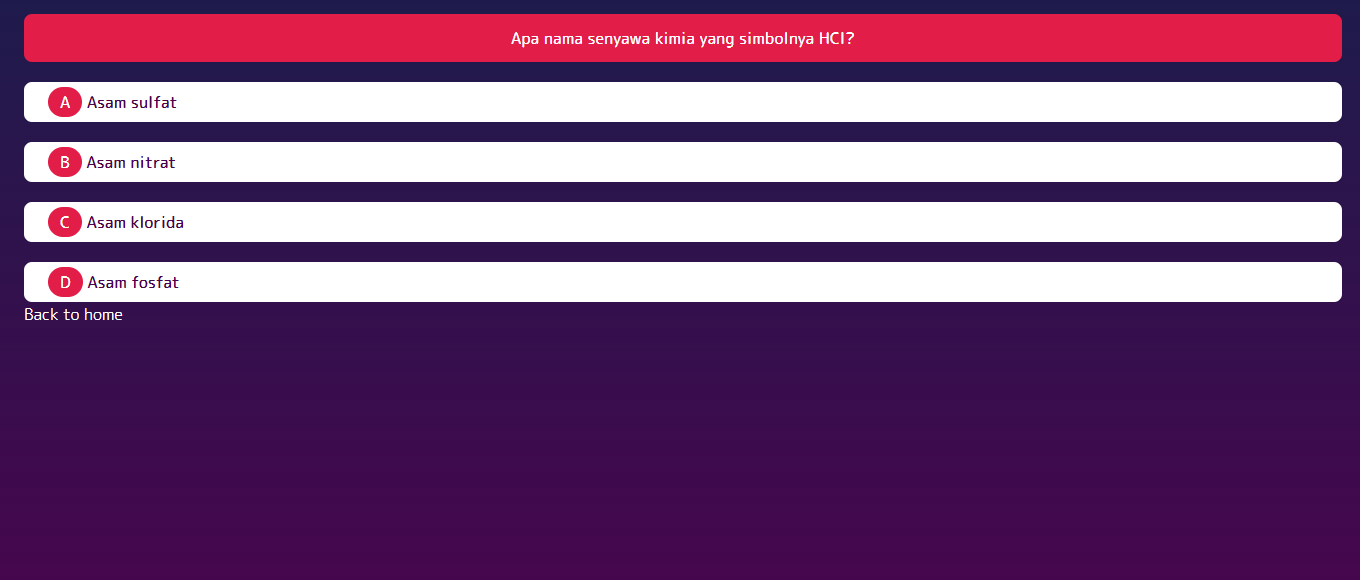 Apa nama senyawa kimia yang simbolnya HCl?
A Asam sulfat
B Asam nitrat
C Asam klorida
D Asam fosfat
Back to home